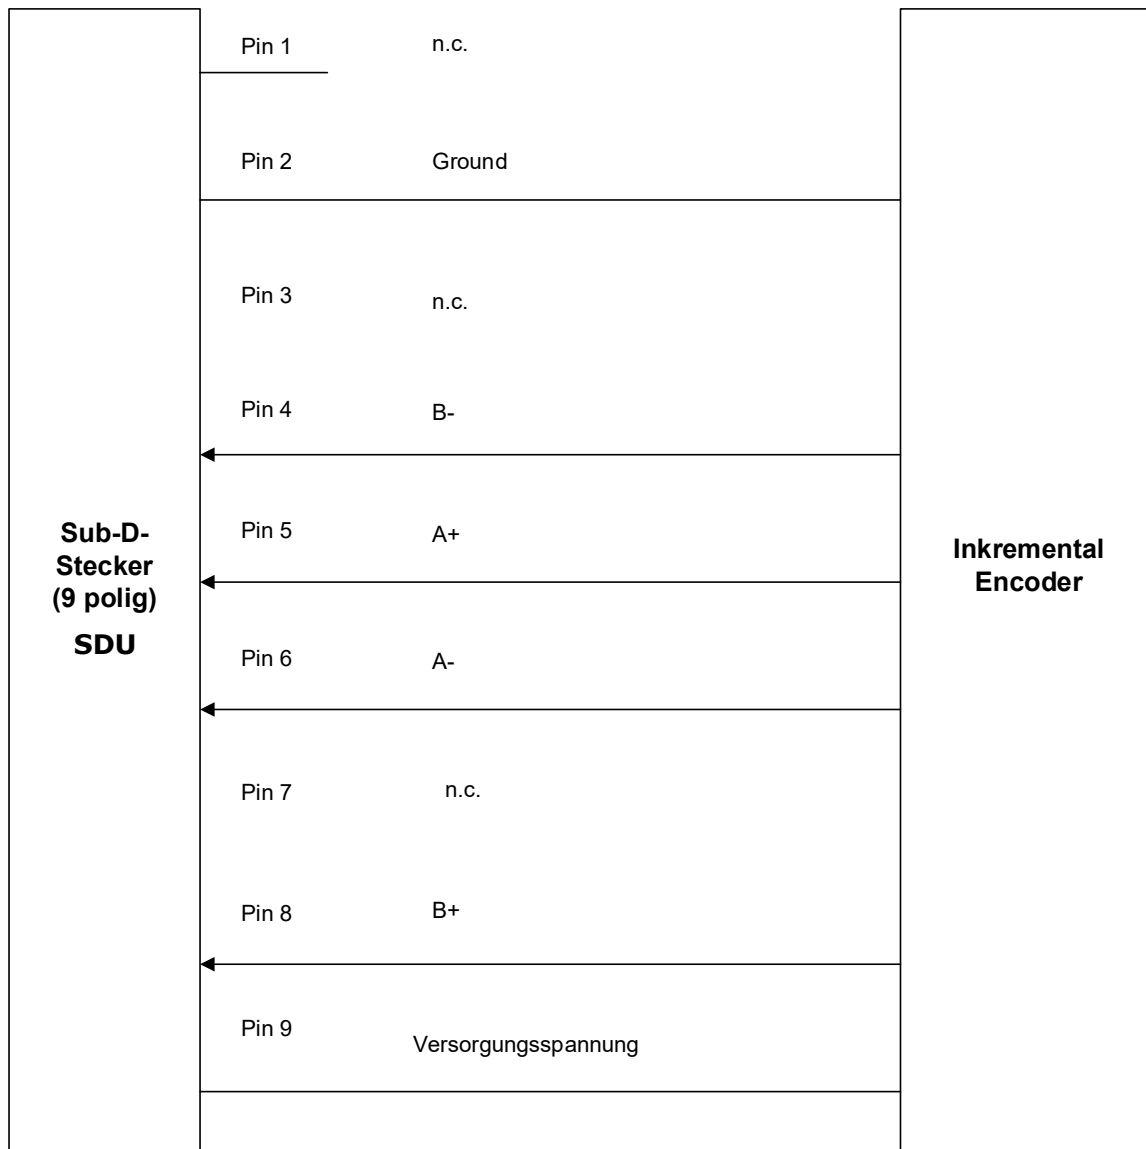 Pin 1 n.c.
Pin 2 Ground
Pin 3 n.c.
Pin 4 B-
Pin 5 A+
Pin 6 A-
Pin 7 n.c.
Pin 8 B+
Pin 9 Versorgungsspannung
Sub-D-
Stecker
(9 polig)
SDU
Inkremental
Encoder